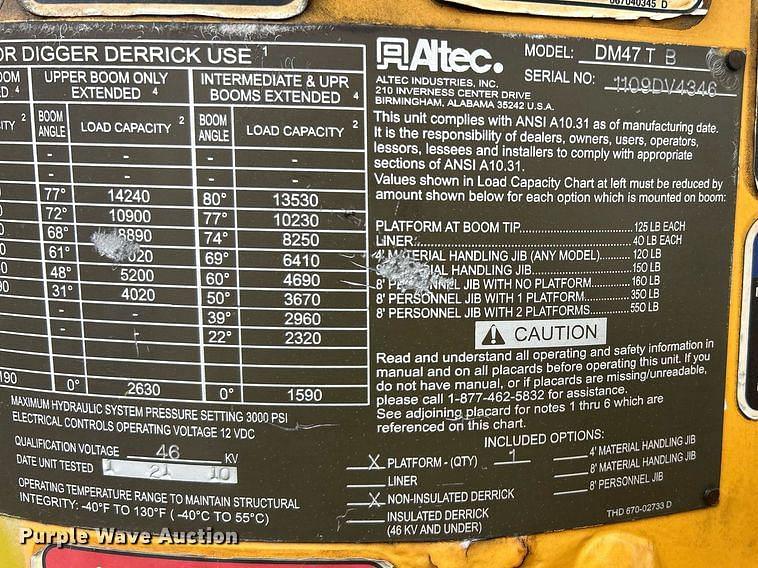 087040345 D
OR DIGGER DERRICK USE 1
UPPER BOOM ONLY EXTENDED 4
INTERMEDIATE & UPR BOOMS EXTENDED 4
BOOM ANGLE LOAD CAPACITY 2 BOOM ANGLE LOAD CAPACITY 2
- - - -
- - - -
77° 14240 80° 13530
72° 10900 77° 10230
68° 8890 74° 8250
61° 020 69° 6410
48° 5200 60° 4690
31° 4020 50° 3670
- - 39° 2960
- - 22° 2320
190 0° 2630 0° 1590
MAXIMUM HYDRAULIC SYSTEM PRESSURE SETTING 3000 PSI
ELECTRICAL CONTROLS OPERATING VOLTAGE 12 VDC
QUALIFICATION VOLTAGE 46 KV
DATE UNIT TESTED 1 21 10
OPERATING TEMPERATURE RANGE TO MAINTAIN STRUCTURAL
INTEGRITY: -40°F TO 130°F ( -40°C TO 55°C)
Altec.
MODEL: DM47 T B
SERIAL NO: 1109DV4346
ALTEC INDUSTRIES, INC.
210 INVERNESS CENTER DRIVE
BIRMINGHAM, ALABAMA 35242 U.S.A.
This unit complies with ANSI A10.31 as of manufacturing date.
It is the responsibility of dealers, owners, users, operators,
lessors, lessees and installers to comply with appropriate
sections of ANSI A10.31.
Values shown in Load Capacity Chart at left must be reduced by
amount shown below for each option which is mounted on boom:
PLATFORM AT BOOM TIP 125 LB EACH
LINER 40 LB EACH
4' MATERIAL HANDLING JIB (ANY MODEL) 120 LB
HANDLING JIB 150 LB
8' PERSONNEL JIB WITH NO PLATFORM 160 LB
8' PERSONNEL JIB WITH 1 PLATFORM 350 LB
8' PERSONNEL JIB WITH 2 PLATFORMS 550 LB
CAUTION
Read and understand all operating and safety information in
manual and on all placards before operating this unit. If you
do not have manual, or if placards are missing/unreadable,
please call 1-877-462-5832 for assistance.
See adjoining placard for notes 1 thru 6 which are
referenced on this chart.
INCLUDED OPTIONS:
X PLATFORM - (QTY) 1
LINER
X NON-INSULATED DERRICK
INSULATED DERRICK
(46 KV AND UNDER)
4' MATERIAL HANDLING JIB
8' MATERIAL HANDLING JIB
8' PERSONNEL JIB
THD 670-02733 D
Purple Wave Auction